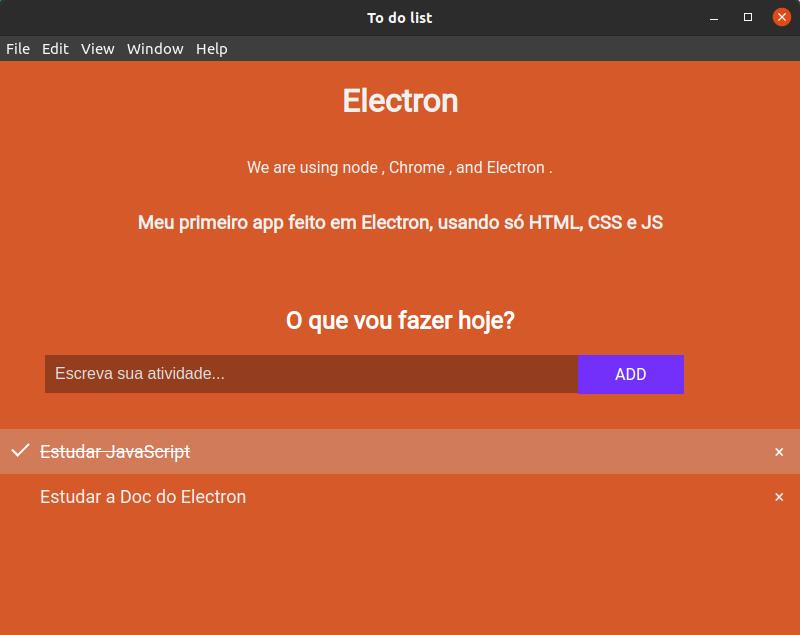 To do list
File Edit View Window Help
Electron
We are using node , Chrome , and Electron .
Meu primeiro app feito em Electron, usando só HTML, CSS e JS
O que vou fazer hoje?
Escreva sua atividade... ADD
Estudar JavaScript ×
Estudar a Doc do Electron ×